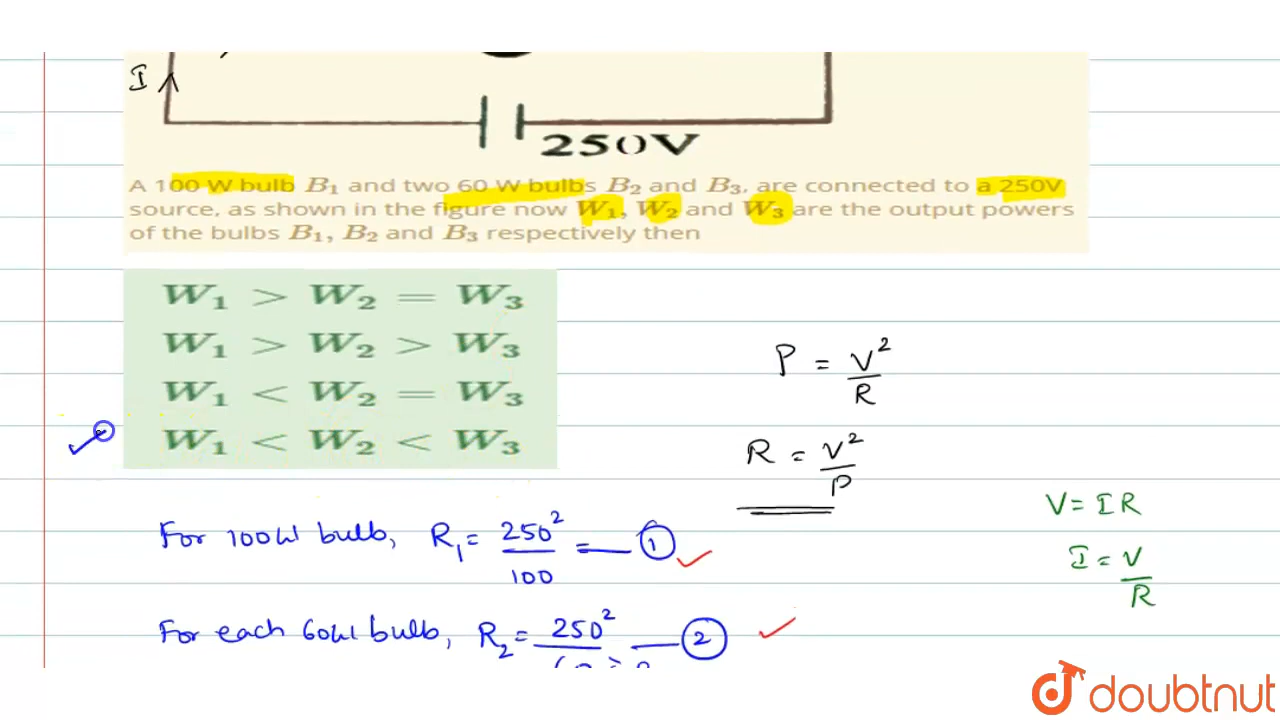 I
250V
A 100 W bulb B₁ and two 60 W bulbs B₂ and B₃, are connected to a 250V
source, as shown in the figure now W₁, W₂ and W₃ are the output powers
of the bulbs B₁, B₂ and B₃ respectively then
W₁ > W₂ = W₃
W₁ > W₂ > W₃
W₁ < W₂ = W₃
W₁ < W₂ < W₃
P = V²/R
R = V²/P
V = IR
I = V/R
For 100W bulb, R₁ = 250²/100 = — ①
For each 60W bulb, R₂ = 250² — ②
doubtnut